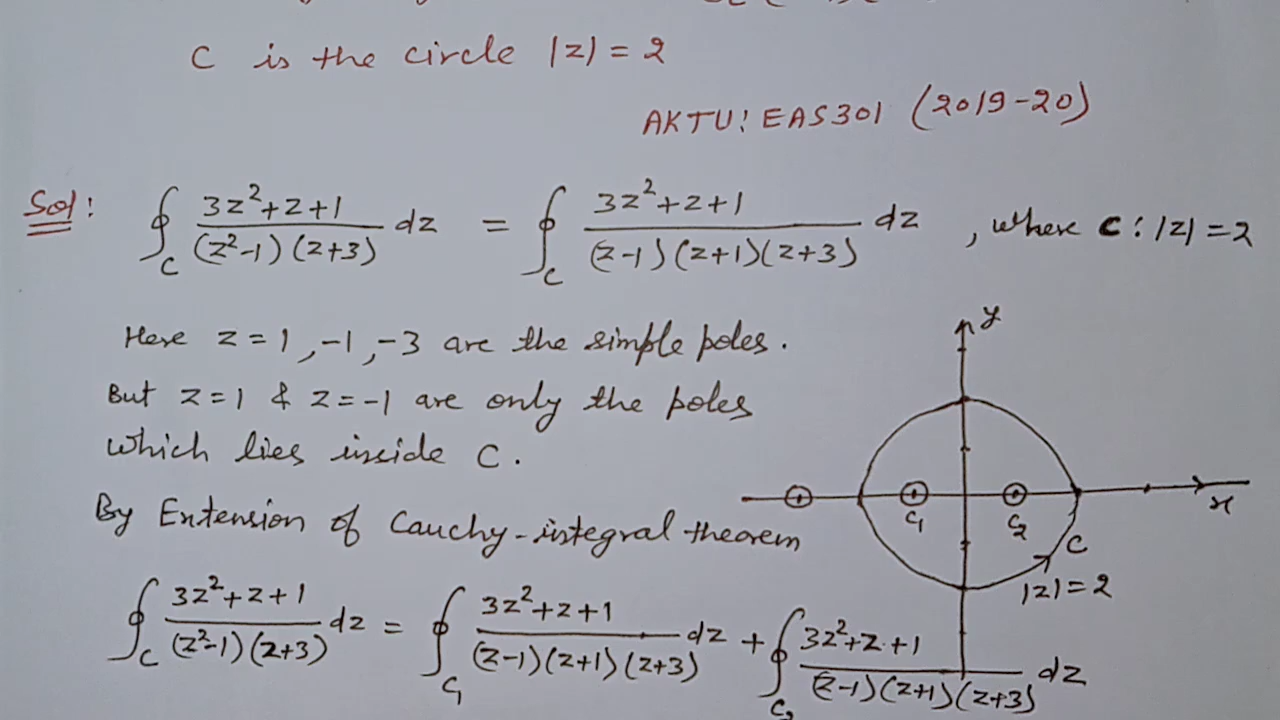 C is the circle |z| = 2
AKTU: EAS301 (2019-20)
Sol: ∮_C (3z²+z+1)/((z²-1)(z+3)) dz = ∮_C (3z²+z+1)/((z-1)(z+1)(z+3)) dz , where C : |z| = 2
Here z = 1, -1, -3 are the simple poles.
But z = 1 & z = -1 are only the poles
which lies inside C.
y
x
C₁
C₂
C
|z| = 2
By Extension of Cauchy-integral theorem
∮_C (3z²+z+1)/((z²-1)(z+3)) dz = ∮_C₁ (3z²+z+1)/((z-1)(z+1)(z+3)) dz + ∮_C₂ (3z²+z+1)/((z-1)(z+1)(z+3)) dz